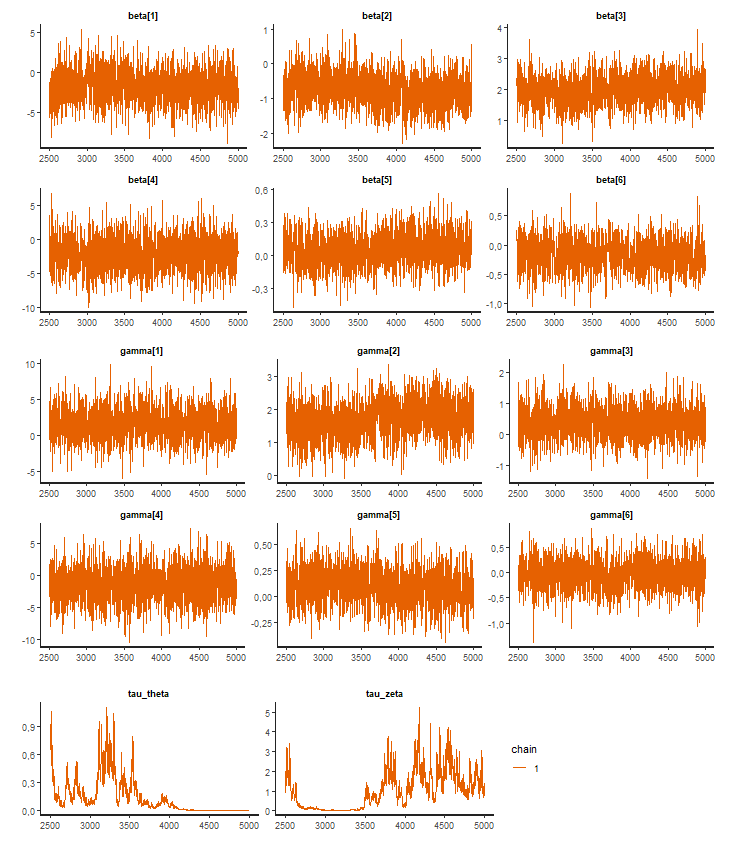 beta[1] beta[2] beta[3]
5 0 -5
1 0 -1 -2
4 3 2 1
2500 3000 3500 4000 4500 5000 2500 3000 3500 4000 4500 5000 2500 3000 3500 4000 4500 5000
beta[4] beta[5] beta[6]
5 0 -5 -10
0,6 0,3 0,0 -0,3
0,5 0,0 -0,5 -1,0
2500 3000 3500 4000 4500 5000 2500 3000 3500 4000 4500 5000 2500 3000 3500 4000 4500 5000
gamma[1] gamma[2] gamma[3]
10 5 0 -5
3 2 1 0
2 1 0 -1
2500 3000 3500 4000 4500 5000 2500 3000 3500 4000 4500 5000 2500 3000 3500 4000 4500 5000
gamma[4] gamma[5] gamma[6]
5 0 -5 -10
0,50 0,25 0,00 -0,25
0,5 0,0 -0,5 -1,0
2500 3000 3500 4000 4500 5000 2500 3000 3500 4000 4500 5000 2500 3000 3500 4000 4500 5000
tau_theta tau_zeta
0,9 0,6 0,3 0,0
5 4 3 2 1 0
2500 3000 3500 4000 4500 5000 2500 3000 3500 4000 4500 5000
chain
1